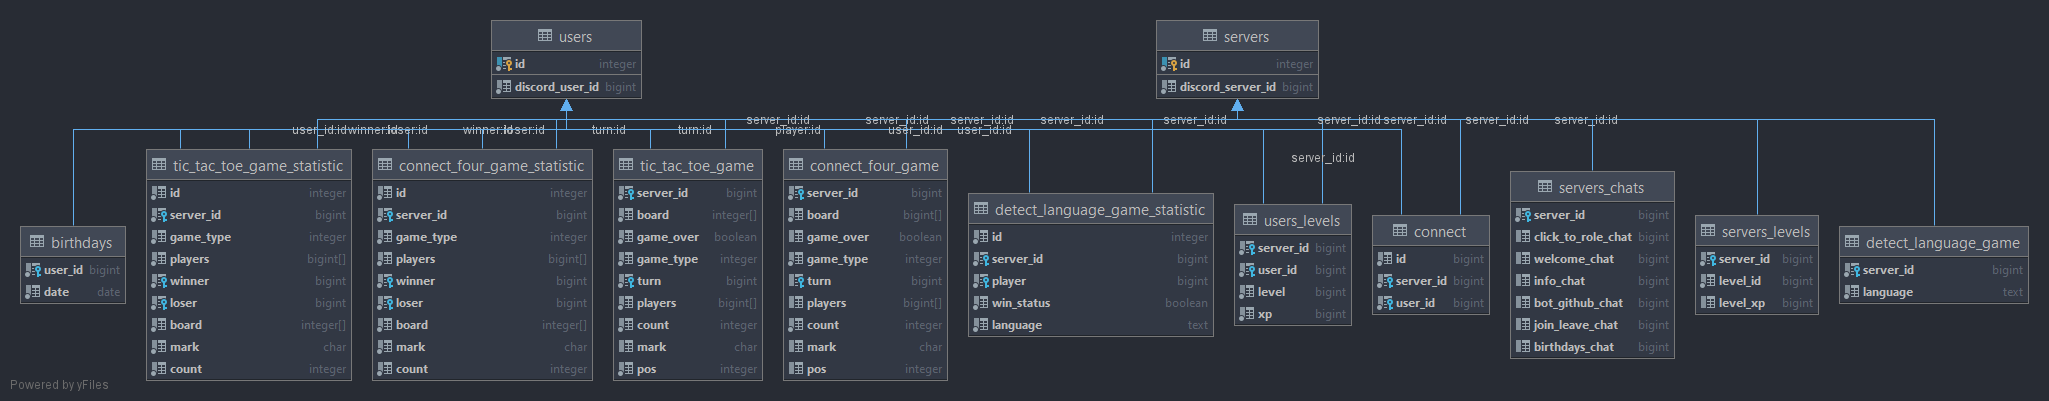 users
id integer
discord_user_id bigint
servers
id integer
discord_server_id bigint
server_id:id server_id:id server_id:id server_id:id server_id:id server_id:id server_id:id server_id:id server_id:id
user_id:id winner:id loser:id winner:id loser:id turn:id turn:id player:id user_id:id user_id:id
server_id:id
tic_tac_toe_game_statistic
id integer
server_id bigint
game_type integer
players bigint[]
winner bigint
loser bigint
board integer[]
mark char
count integer
connect_four_game_statistic
id integer
server_id bigint
game_type integer
players bigint[]
winner bigint
loser bigint
board integer[]
mark char
count integer
tic_tac_toe_game
server_id bigint
board integer[]
game_over boolean
game_type integer
turn bigint
players bigint[]
count integer
mark char
pos integer
connect_four_game
server_id bigint
board bigint[]
game_over boolean
game_type integer
turn bigint
players bigint[]
count integer
mark char
pos integer
detect_language_game_statistic
id integer
server_id bigint
player bigint
win_status boolean
language text
users_levels
server_id bigint
user_id bigint
level bigint
xp bigint
connect
id bigint
server_id bigint
user_id bigint
servers_chats
server_id bigint
click_to_role_chat bigint
welcome_chat bigint
info_chat bigint
bot_github_chat bigint
join_leave_chat bigint
birthdays_chat bigint
servers_levels
server_id bigint
level_id bigint
level_xp bigint
detect_language_game
server_id bigint
language text
birthdays
user_id bigint
date date
Powered by yFiles